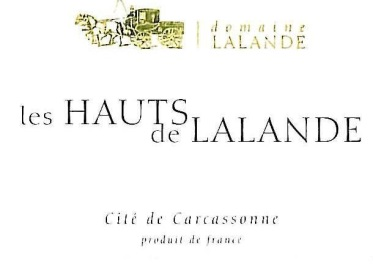 domaine
LALANDE
les HAUTS
de LALANDE
Cité de Carcassonne
produit de france